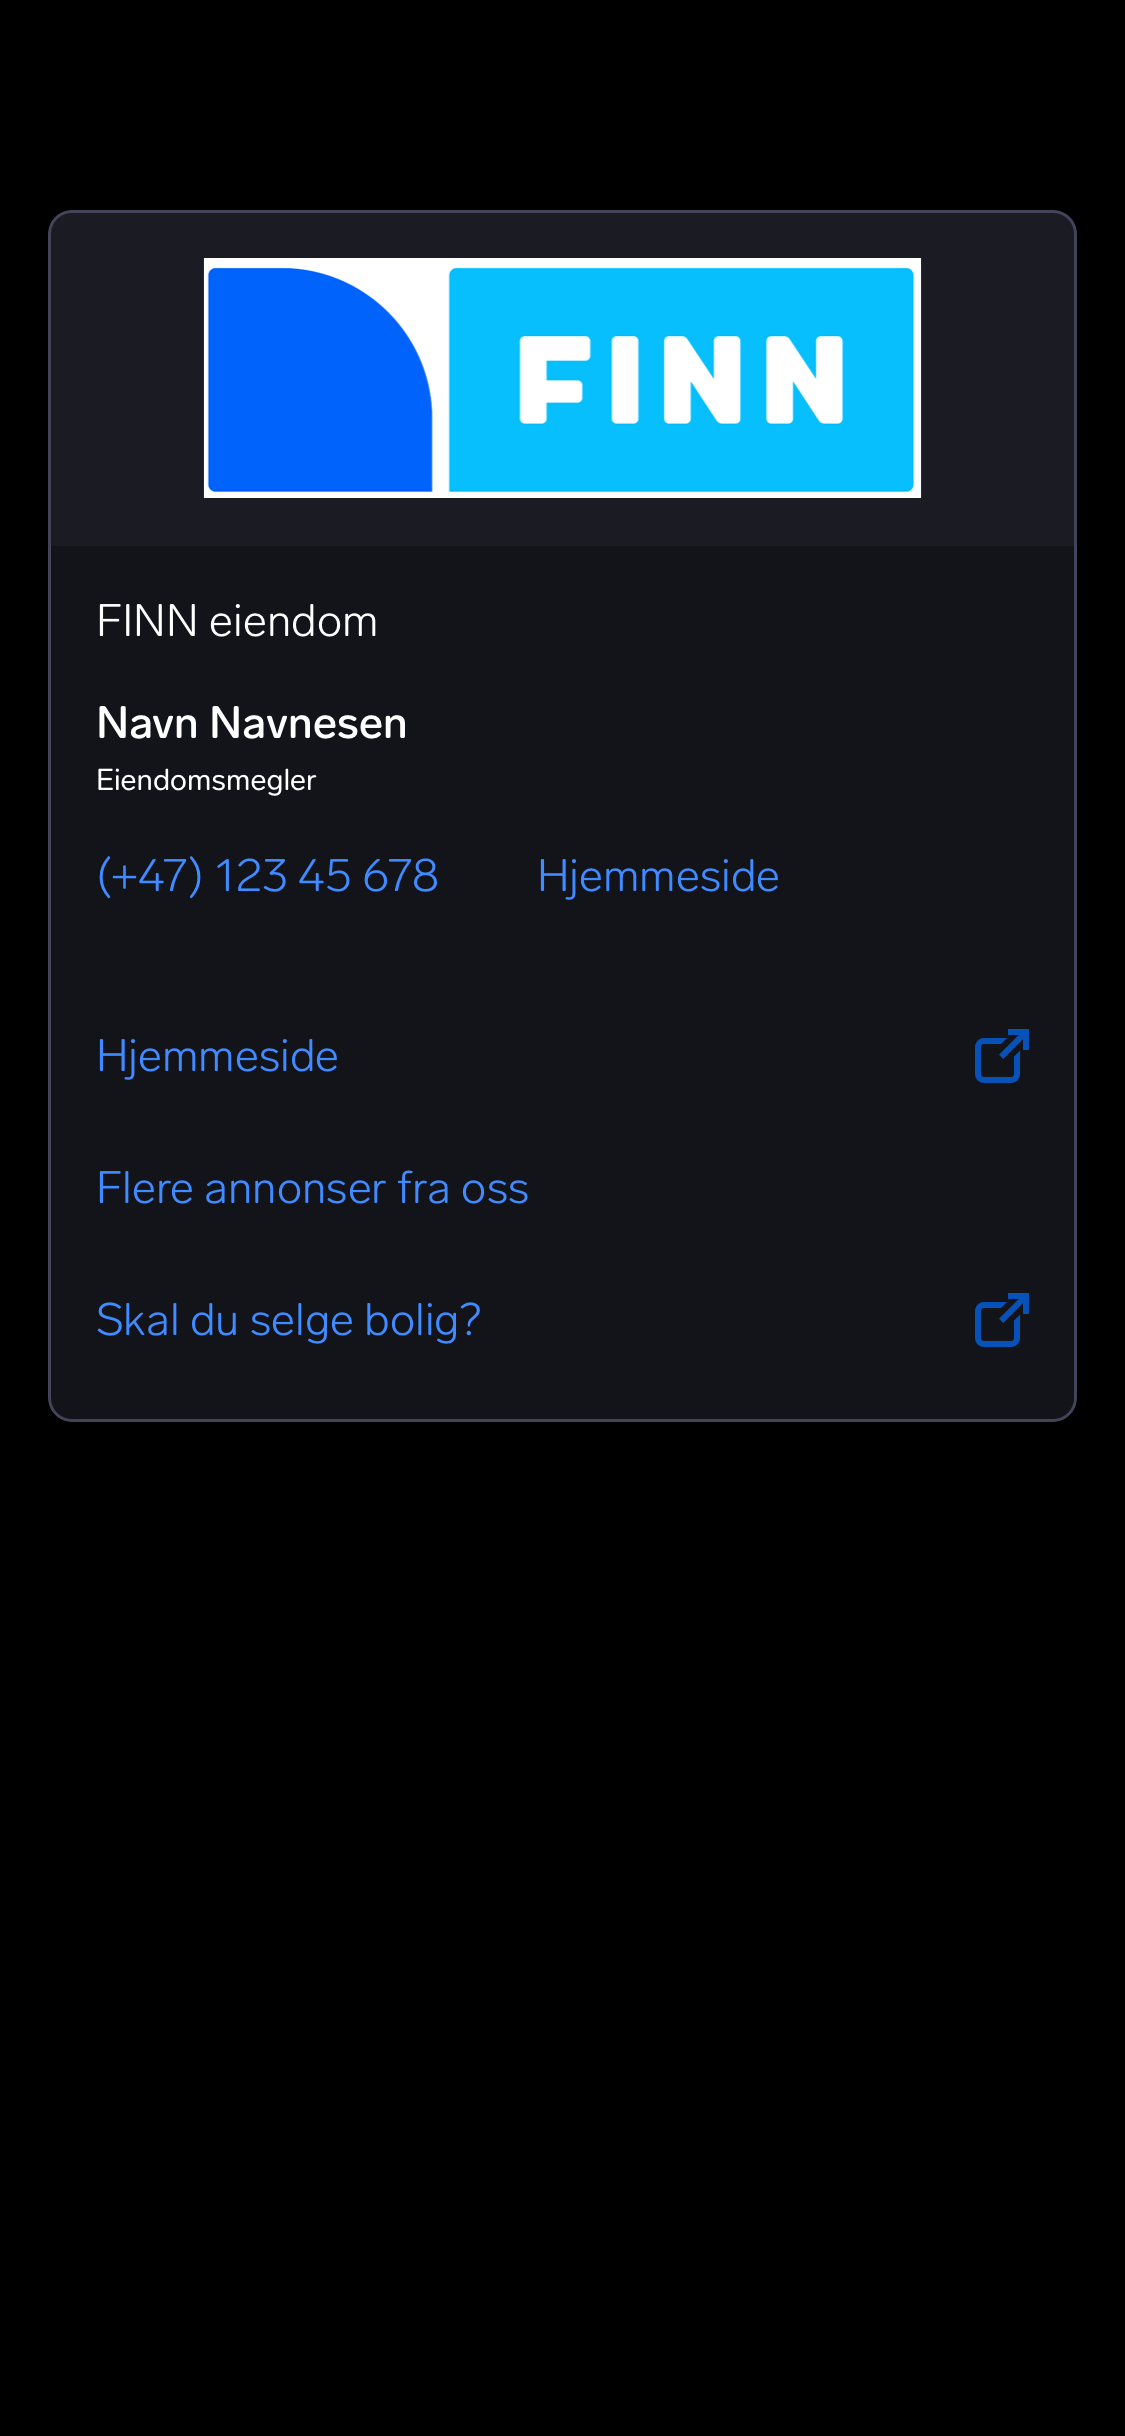 FINN
FINN eiendom
Navn Navnesen
Eiendomsmegler
(+47) 123 45 678 Hjemmeside
Hjemmeside
Flere annonser fra oss
Skal du selge bolig?